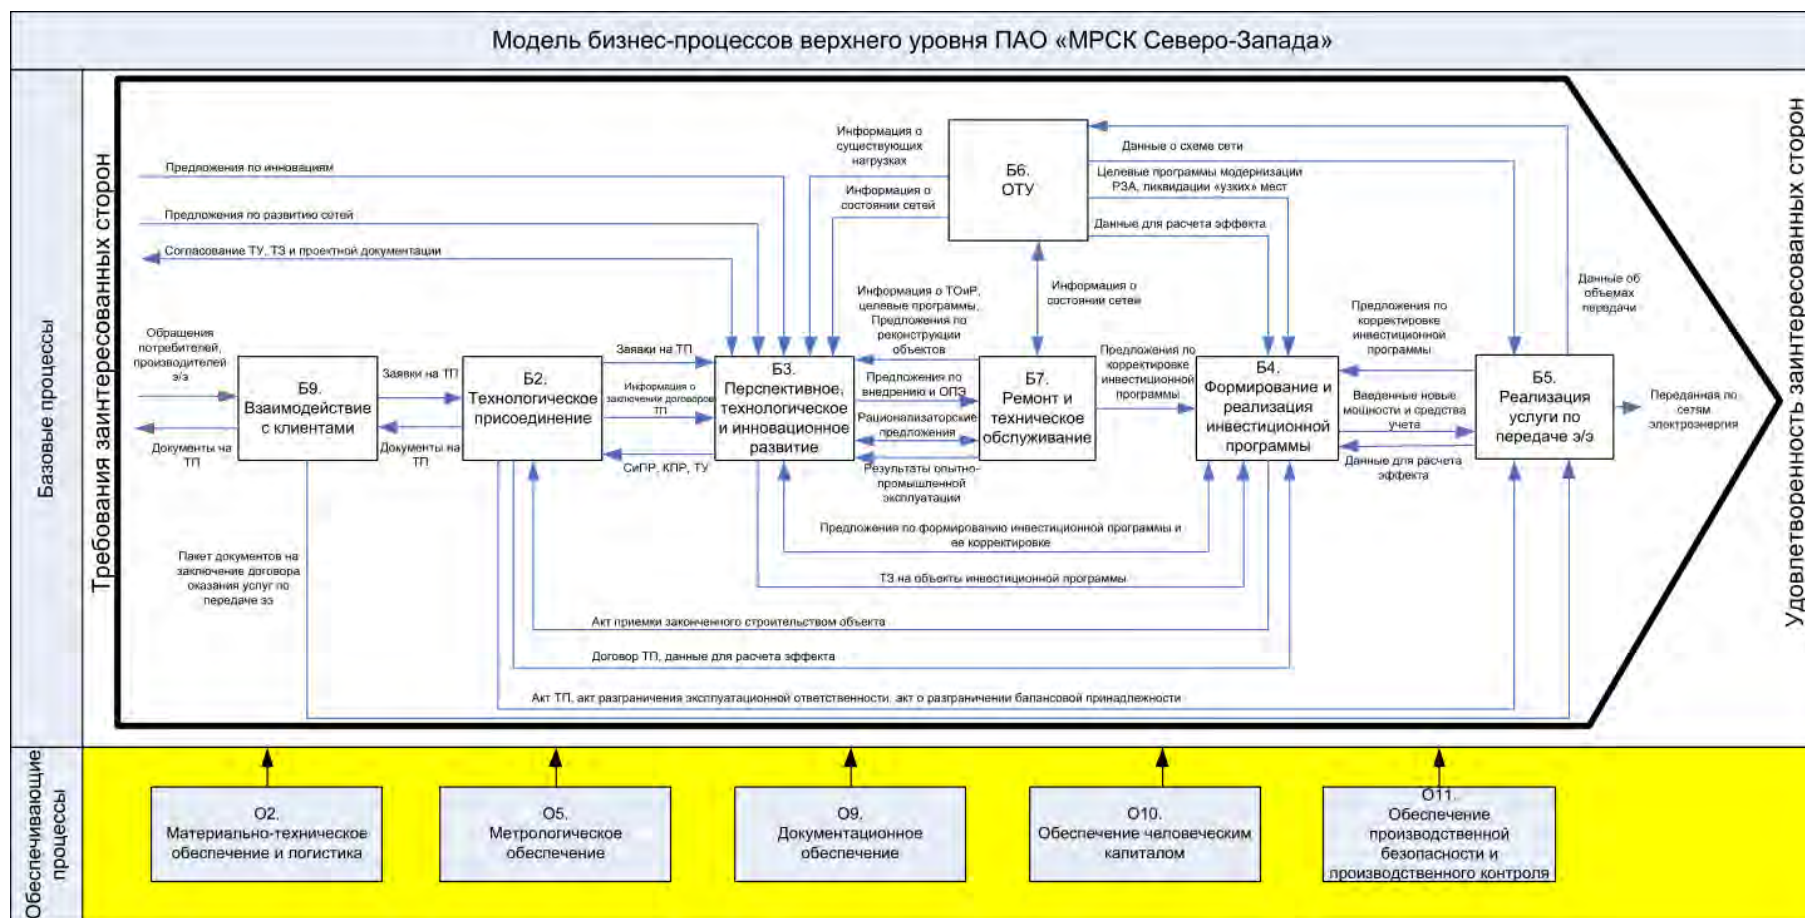 Модель бизнес-процессов верхнего уровня ПАО «МРСК Северо-Запада»
Базовые процессы
Требования заинтересованных сторон
Предложения по инновациям
Предложения по развитию сетей
Согласование ТУ, ТЗ и проектной документации
Информация о
существующих
нагрузках
Информация о
состоянии сетей
Б6.
ОТУ
Данные о схеме сети
Целевые программы модернизации
РЗА, ликвидации «узких» мест
Данные для расчета эффекта
Данные об
объемах
передачи
Информация о
состоянии сетей
Обращения
потребителей,
производителей
э/э
Документы на
ТП
Б9.
Взаимодействие
с клиентами
Заявки на ТП
Документы на
ТП
Б2.
Технологическое
присоединение
Заявки на ТП
Информация о
заключении договоров
ТП
СиПР, КПР, ТУ
Б3.
Перспективное,
технологическое
и инновационное
развитие
Информация о ТОиР,
целевые программы,
Предложения по
реконструкции
объектов
Предложения по
внедрению и ОПЭ
Рационализаторские
предложения
Результаты опытно-
промышленной
эксплуатации
Б7.
Ремонт и
техническое
обслуживание
Предложения по
корректировке
инвестиционной
программы
Б4.
Формирование и
реализация
инвестиционной
программы
Предложения по
корректировке
инвестиционной
программы
Введенные новые
мощности и средства
учета
Данные для расчета
эффекта
Б5.
Реализация
услуги по
передаче э/э
Переданная по
сетям
электроэнергия
Пакет документов на
заключение договора
оказания услуг по
передаче ээ
Предложения по формированию инвестиционной программы и
ее корректировке
ТЗ на объекты инвестиционной программы
Акт приемки законченного строительством объекта
Договор ТП, данные для расчета эффекта
Акт ТП, акт разграничения эксплуатационной ответственности, акт о разграничении балансовой принадлежности
Удовлетворенность заинтересованных сторон
Обеспечивающие
процессы
О2.
Материально-техническое
обеспечение и логистика
О5.
Метрологическое
обеспечение
О9.
Документационное
обеспечение
О10.
Обеспечение человеческим
капиталом
О11.
Обеспечение
производственной
безопасности и
производственного контроля